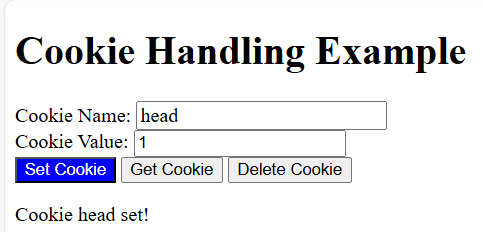 Cookie Handling Example
Cookie Name: head
Cookie Value: 1
Set Cookie Get Cookie Delete Cookie
Cookie head set!